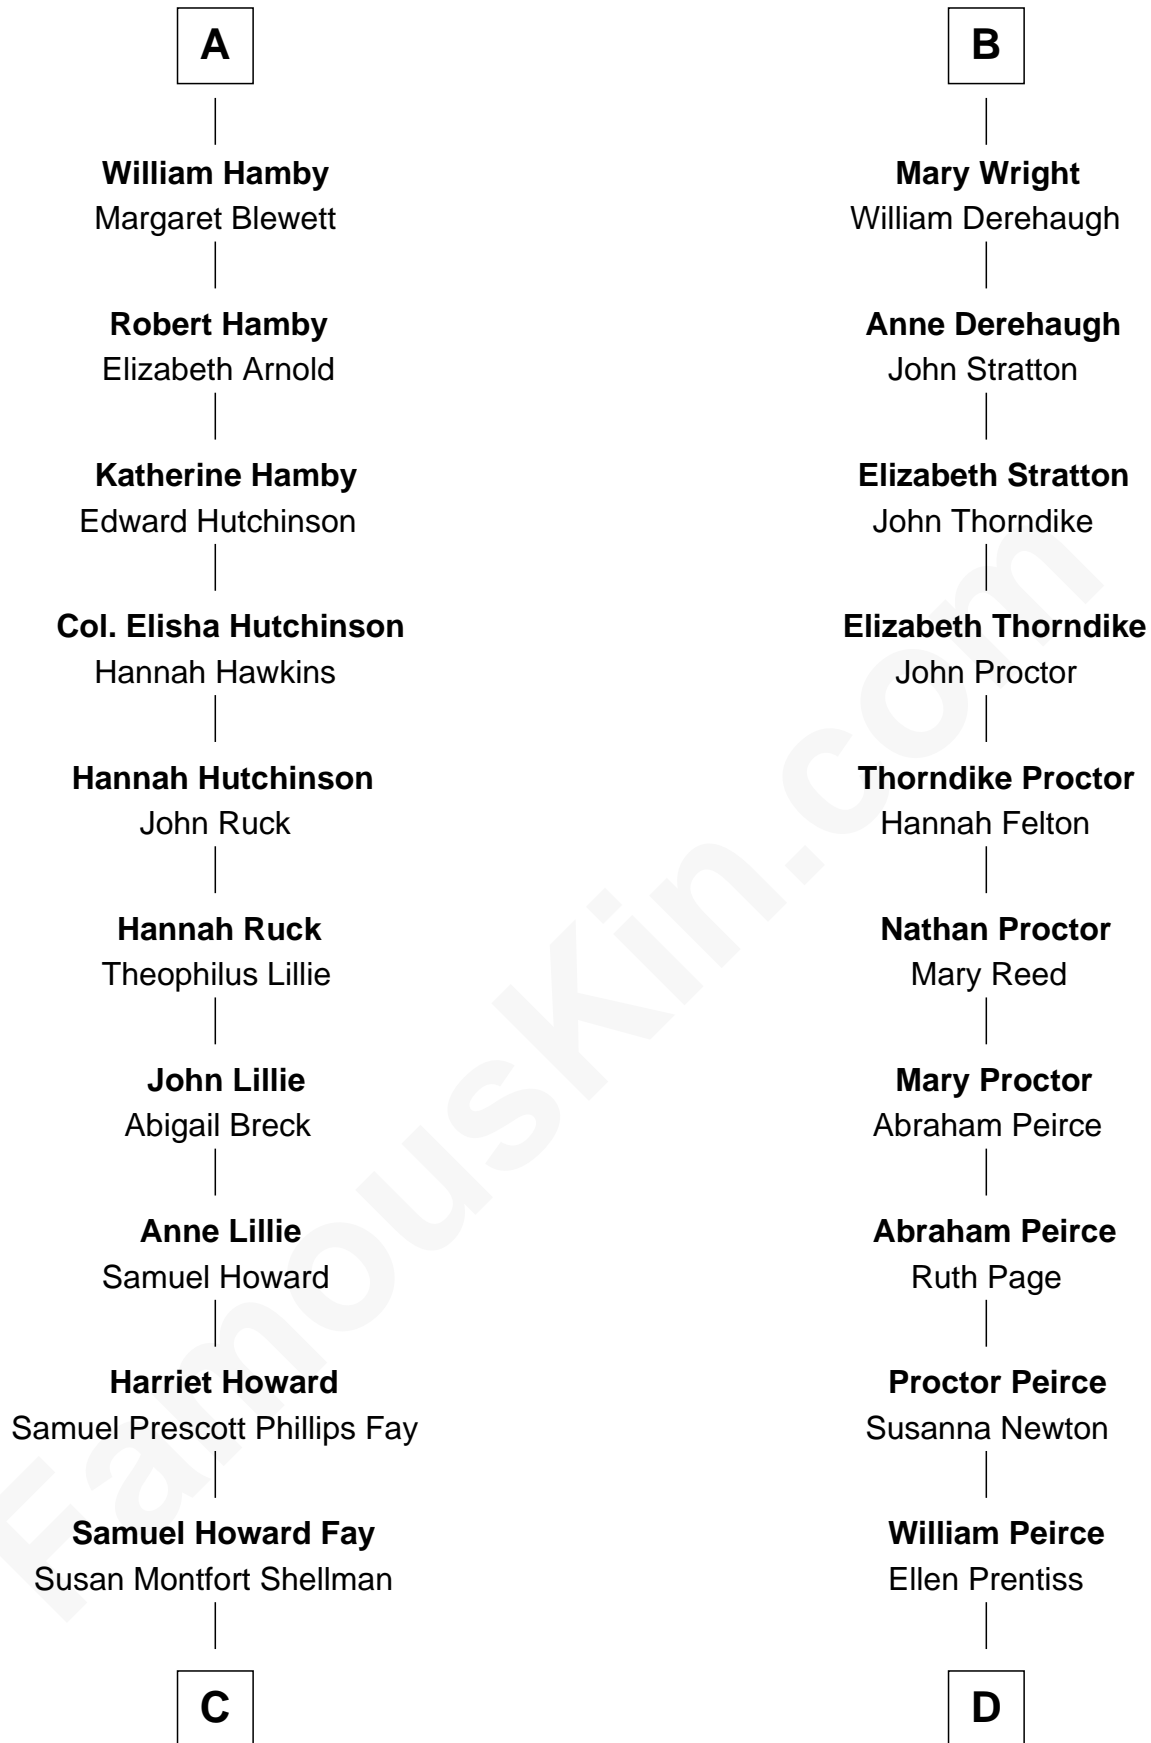 A
William Hamby
Margaret Blewett
Robert Hamby
Elizabeth Arnold
Katherine Hamby
Edward Hutchinson
Col. Elisha Hutchinson
Hannah Hawkins
Hannah Hutchinson
John Ruck
Hannah Ruck
Theophilus Lillie
John Lillie
Abigail Breck
Anne Lillie
Samuel Howard
Harriet Howard
Samuel Prescott Phillips Fay
Samuel Howard Fay
Susan Montfort Shellman
C
B
Mary Wright
William Derehaugh
Anne Derehaugh
John Stratton
Elizabeth Stratton
John Thorndike
Elizabeth Thorndike
John Proctor
Thorndike Proctor
Hannah Felton
Nathan Proctor
Mary Reed
Mary Proctor
Abraham Peirce
Abraham Peirce
Ruth Page
Proctor Peirce
Susanna Newton
William Peirce
Ellen Prentiss
D
FamousKin.com